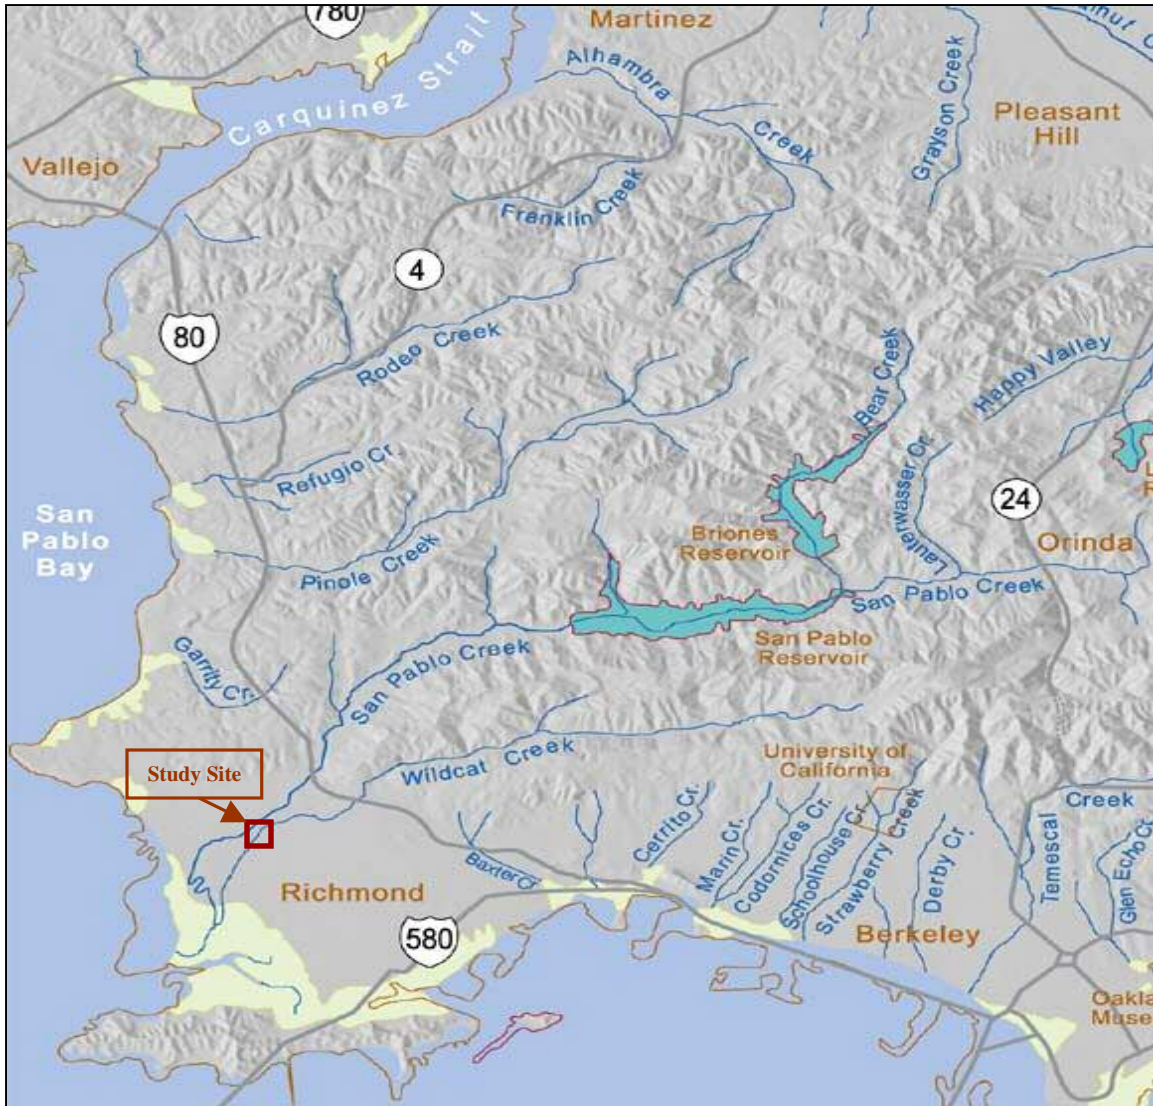 780
Martinez
Alhambra
Creek
Grayson Creek
Pleasant
Hill
Carquinez Strait
Vallejo
Franklin Creek
4
80
Rodeo Creek
Bear Creek
Happy Valley
Refugio Cr.
Lauterwasser Cr.
24
San
Pablo
Bay
Briones
Reservoir
Orinda
Pinole Creek
San Pablo Creek
San Pablo
Reservoir
Garrity Cr.
San Pablo Creek
Wildcat Creek
University of
California
Study Site
Creek
Temescal
Glen Echo Cr.
Cerrito Cr.
Marin Cr.
Codornices Cr.
Schoolhouse Cr.
Strawberry Creek
Derby Cr.
Baxter Cr.
Richmond
580
Berkeley